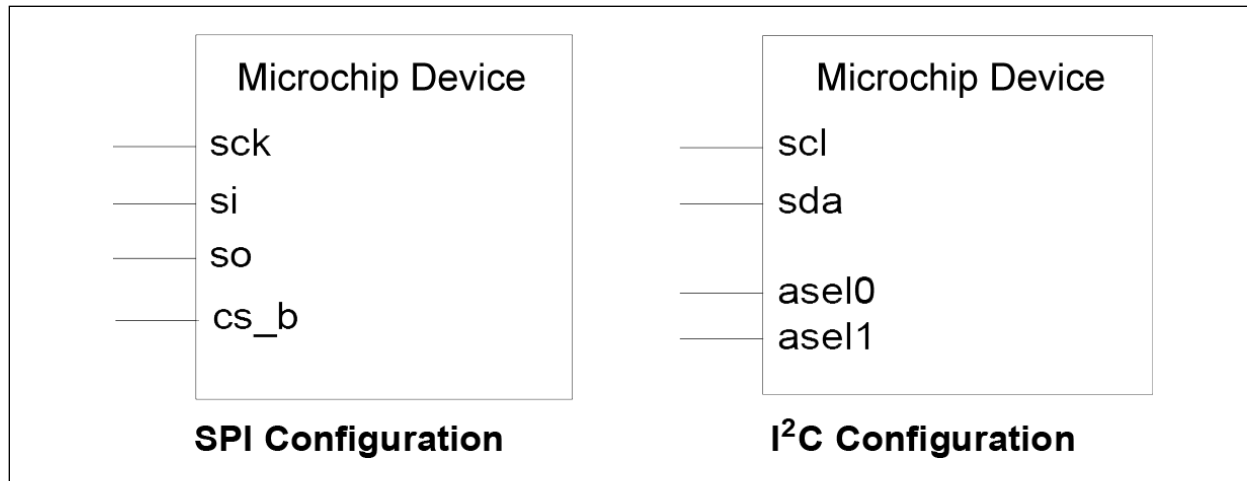 Microchip Device
sck
si
so
cs_b
SPI Configuration
Microchip Device
scl
sda
asel0
asel1
I²C Configuration